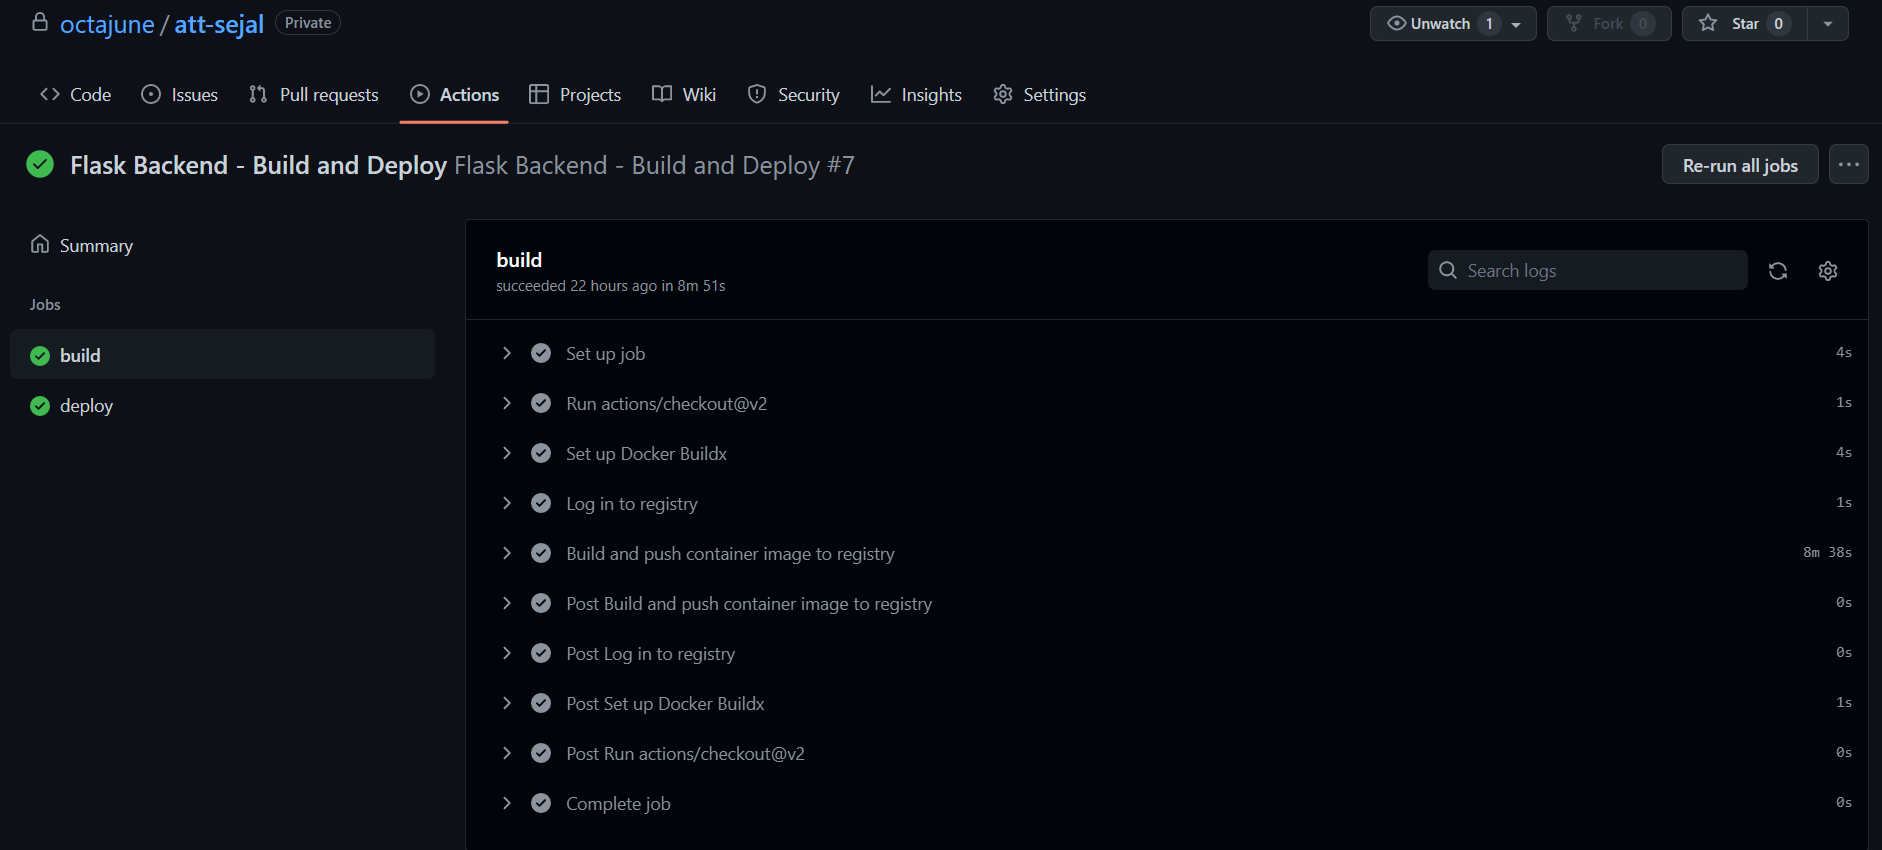 octajune / att-sejal Private
Unwatch 1 Fork 0 Star 0
Code Issues Pull requests Actions Projects Wiki Security Insights Settings
Flask Backend - Build and Deploy Flask Backend - Build and Deploy #7
Re-run all jobs
Summary
Jobs
build
deploy
build
succeeded 22 hours ago in 8m 51s
Search logs
Set up job 4s
Run actions/checkout@v2 1s
Set up Docker Buildx 4s
Log in to registry 1s
Build and push container image to registry 8m 38s
Post Build and push container image to registry 0s
Post Log in to registry 0s
Post Set up Docker Buildx 1s
Post Run actions/checkout@v2 0s
Complete job 0s